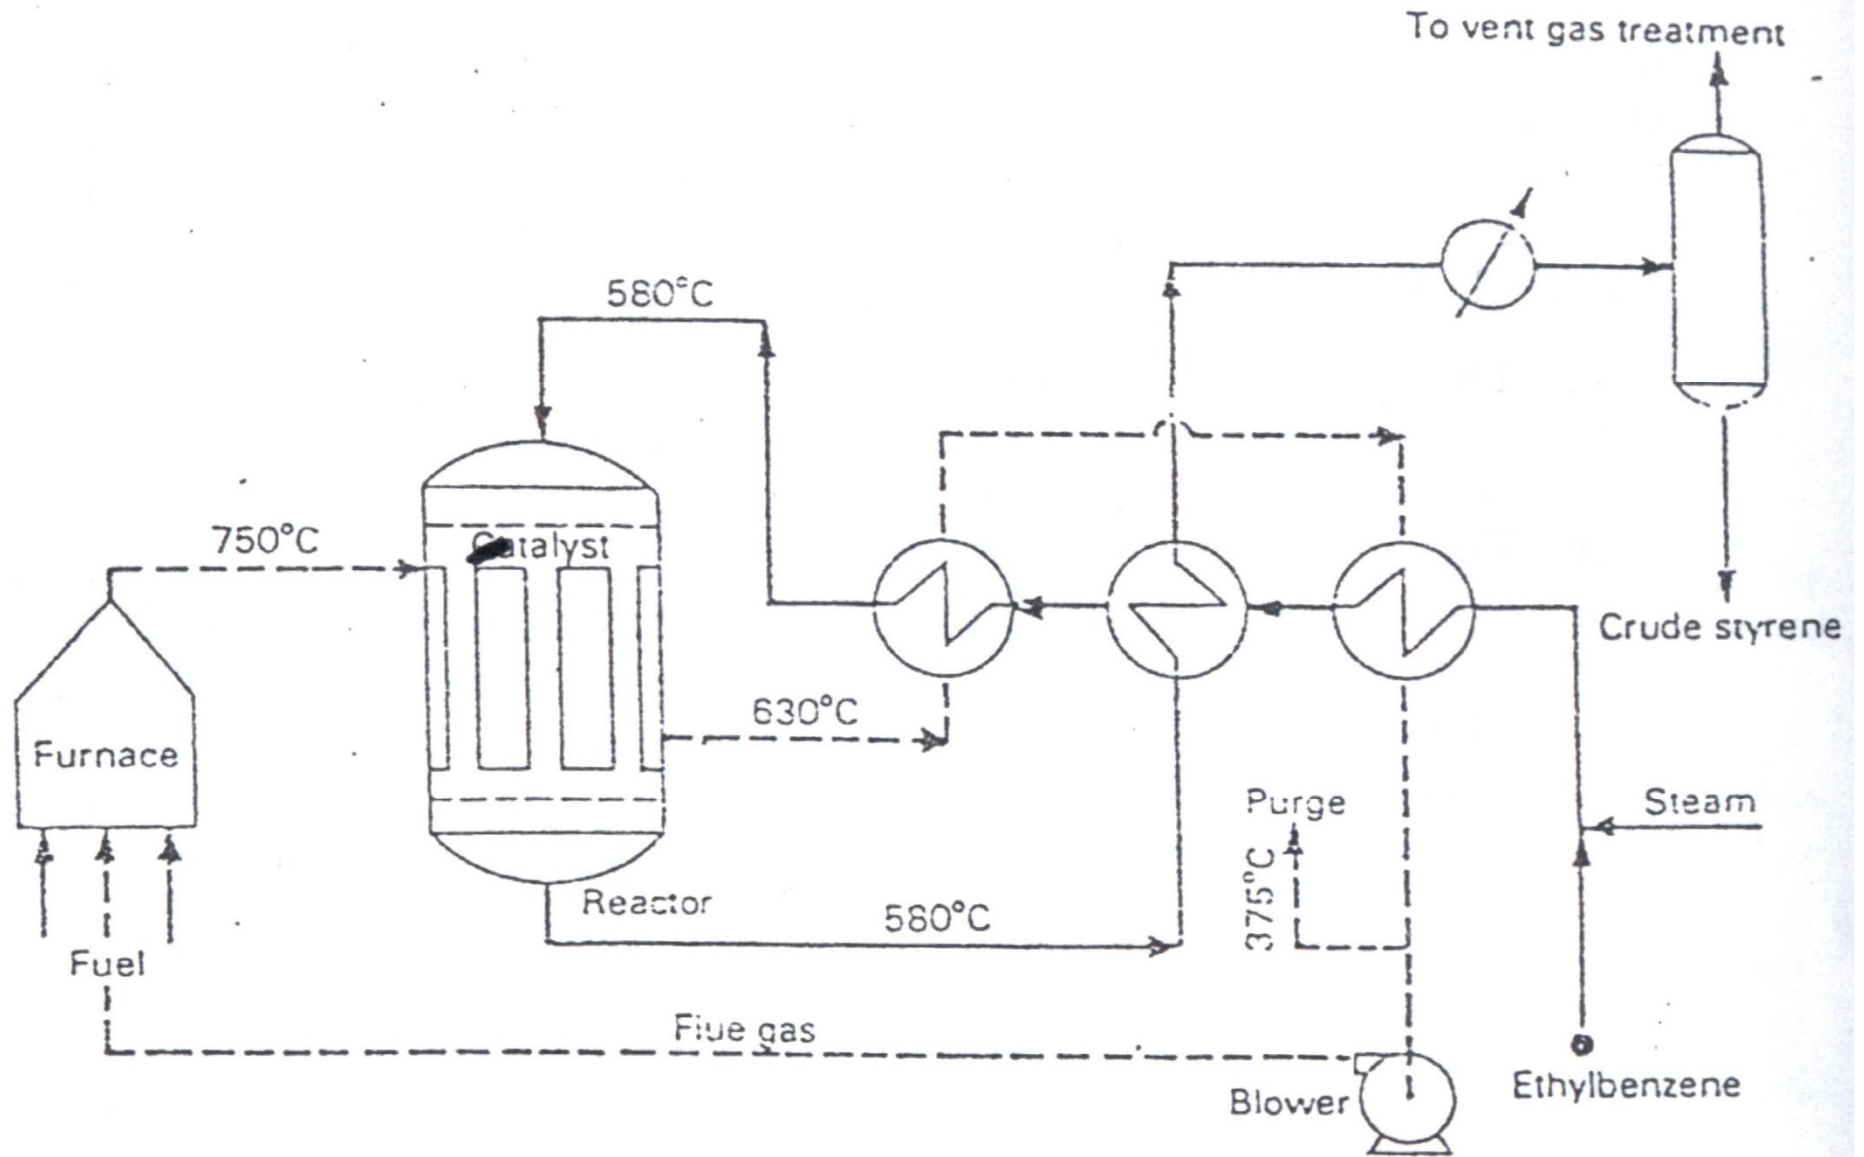 To vent gas treatment
580°C
750°C
Catalyst
Crude styrene
630°C
Furnace
Purge
Steam
375°C
Reactor
580°C
Fuel
Flue gas
Blower
Ethylbenzene